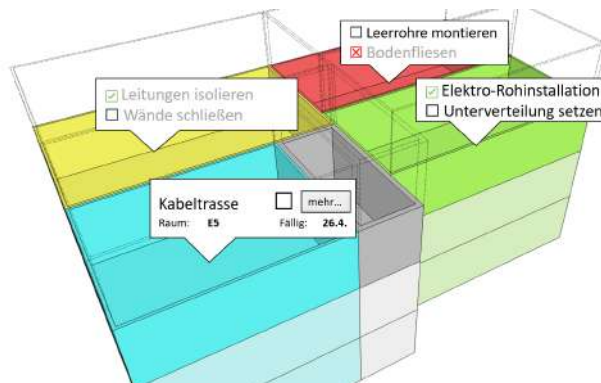 Leerrohre montieren
Bodenfliesen
Leitungen isolieren
Wände schließen
Elektro-Rohinstallation
Unterverteilung setzen
Kabeltrasse mehr...
Raum: E5 Fällig: 26.4.